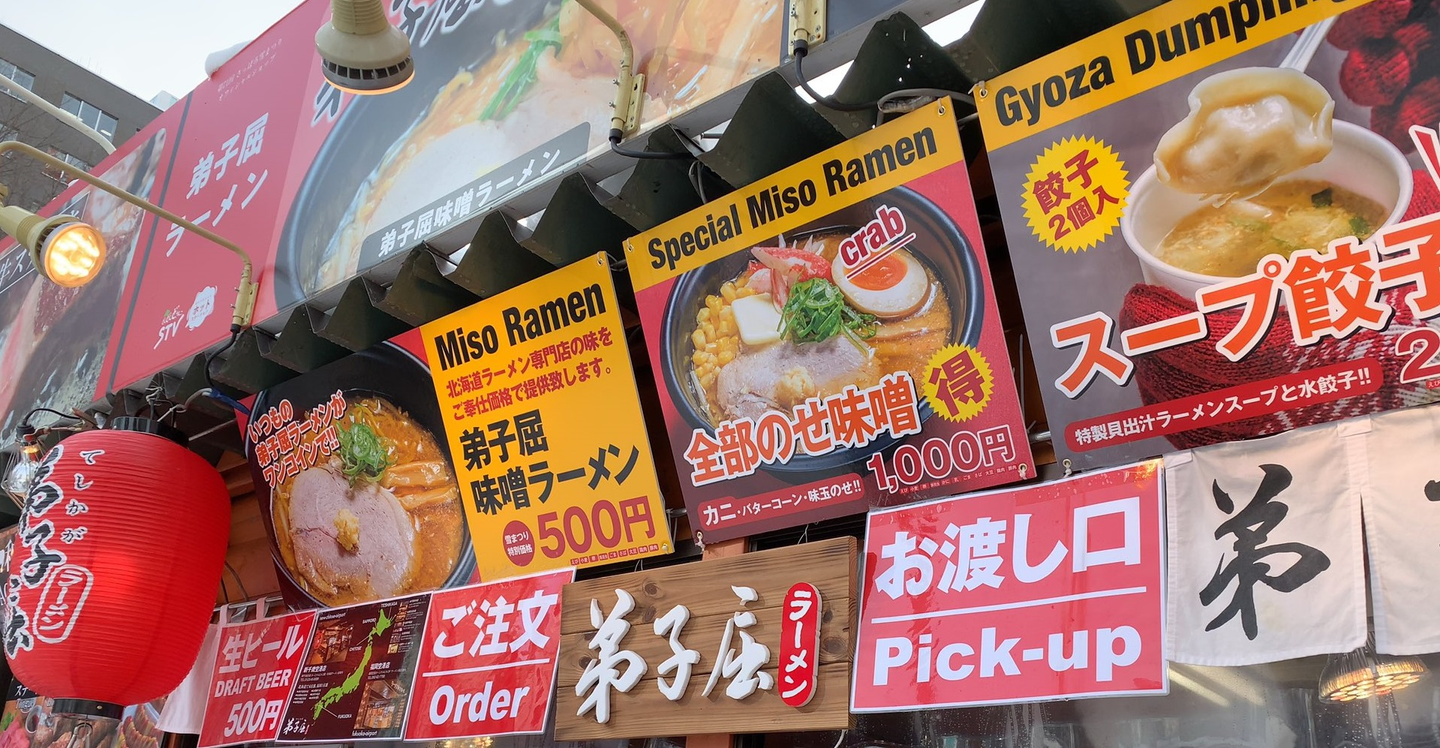 弟子屈
ラーメン
STV
弟子屈味噌ラーメン
Miso Ramen
北海道ラーメン専門店の味を
ご奉仕価格で提供致します。
弟子屈
味噌ラーメン
雪まつり
特別価格
500円
いつもの
弟子屈ラーメンが
ワンコインで!!
Special Miso Ramen
crab
全部のせ味噌
得
1,000円
カニ・バターコーン・味玉のせ!!
Gyoza Dumpling
餃子
2個入
スープ餃子
特製貝出汁ラーメンスープと水餃子!!
てしかが
弟子屈
ラーメン
生ビール
DRAFT BEER
500円
弟子屈
ご注文
Order
弟子屈
ラーメン
お渡し口
Pick-up
弟